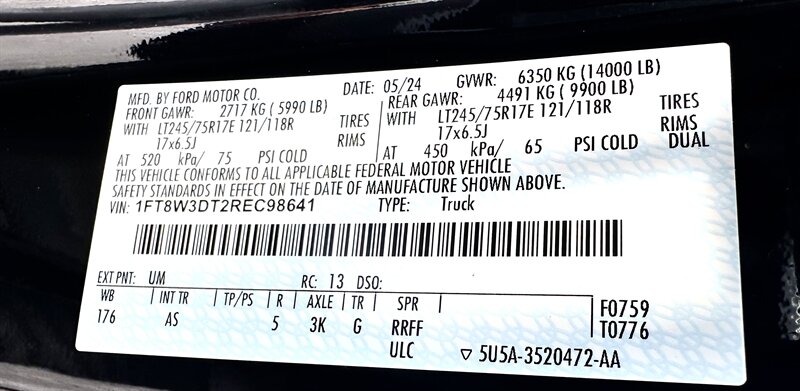 MFD. BY FORD MOTOR CO. DATE: 05/24 GVWR: 6350 KG (14000 LB)
FRONT GAWR: 2717 KG ( 5990 LB) REAR GAWR: 4491 KG ( 9900 LB)
WITH LT245/75R17E 121/118R TIRES WITH LT245/75R17E 121/118R TIRES
17x6.5J RIMS 17x6.5J RIMS
AT 520 kPa/ 75 PSI COLD AT 450 kPa/ 65 PSI COLD DUAL
THIS VEHICLE CONFORMS TO ALL APPLICABLE FEDERAL MOTOR VEHICLE
SAFETY STANDARDS IN EFFECT ON THE DATE OF MANUFACTURE SHOWN ABOVE.
VIN: 1FT8W3DT2REC98641 TYPE: Truck
EXT PNT: UM RC: 13 DSO:
WB INT TR TP/PS R AXLE TR SPR F0759
176 AS 5 3K G RRFF T0776
ULC ▽ 5U5A-3520472-AA